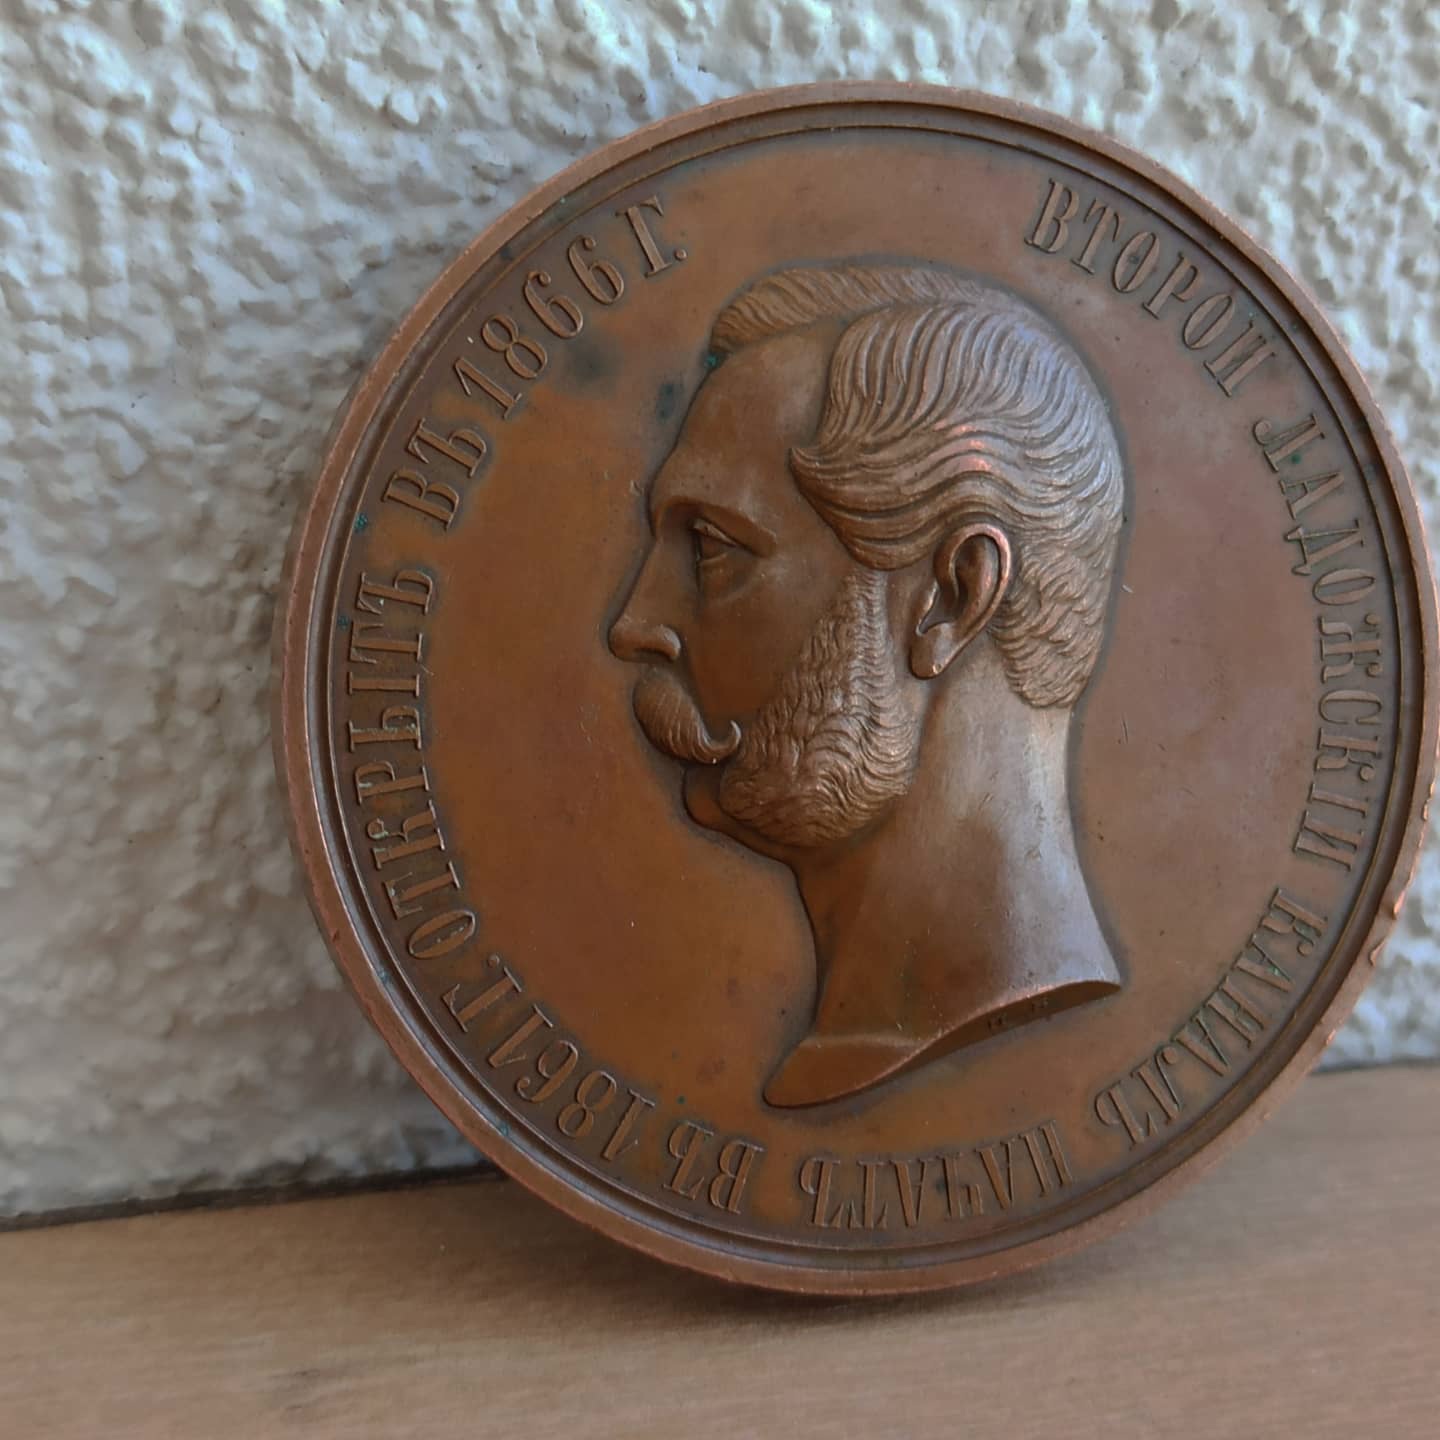 ВТОРОЙ ЛАДОЖСКІЙ КАНАЛЪ НАЧАТЪ ВЪ 1861 Г. ОТКРЫТЪ ВЪ 1866 Г.